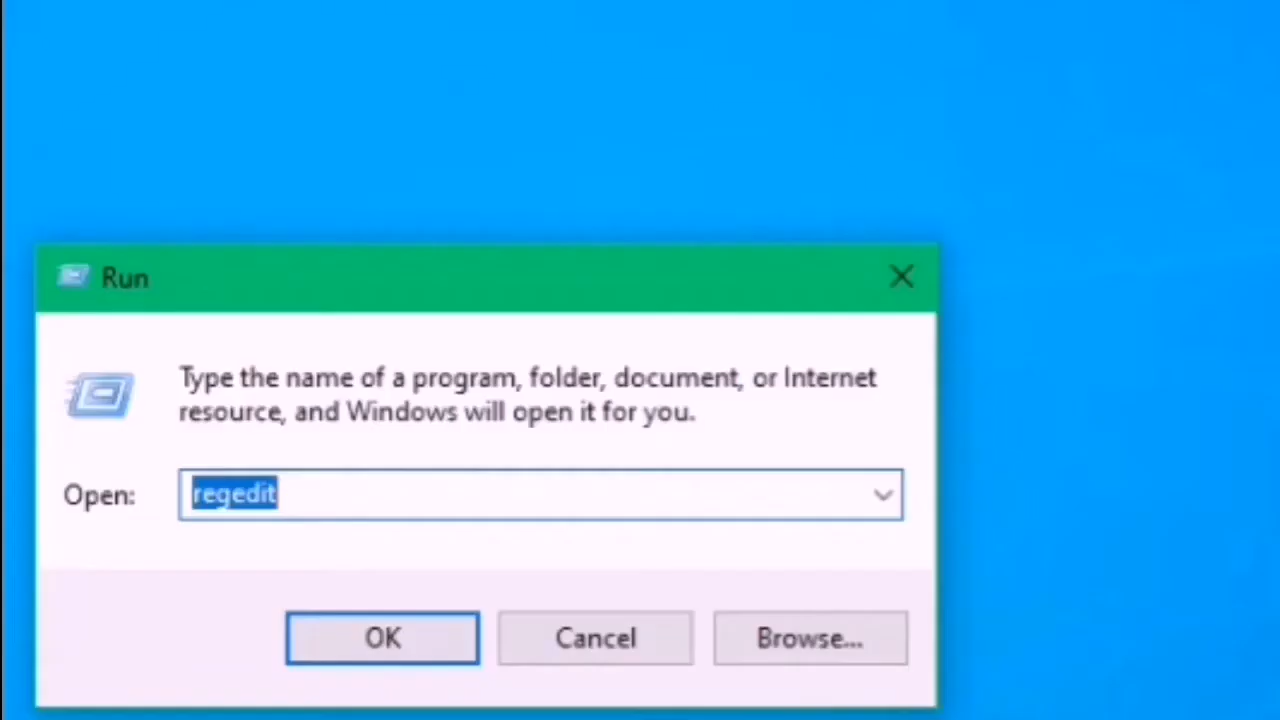 Run
Type the name of a program, folder, document, or Internet
resource, and Windows will open it for you.
Open: regedit
OK Cancel Browse...